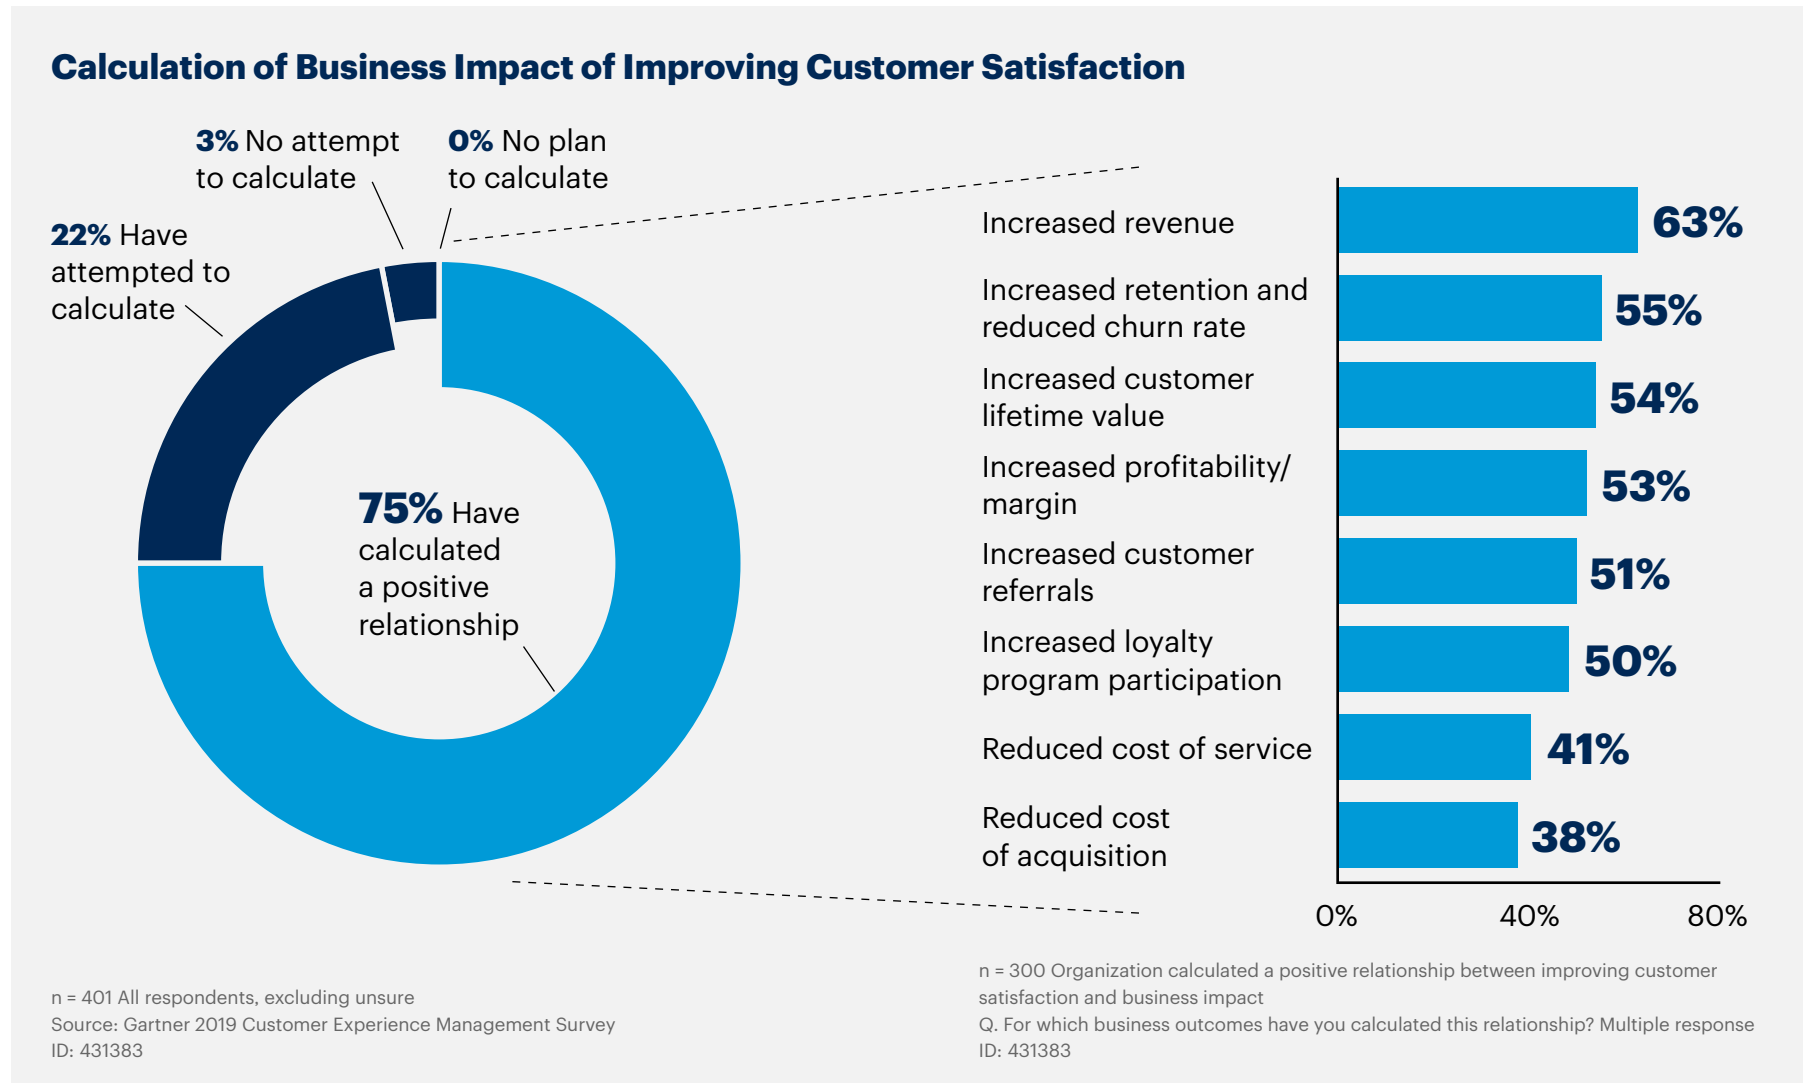 Calculation of Business Impact of Improving Customer Satisfaction
3% No attempt
to calculate
0% No plan
to calculate
22% Have
attempted to
calculate
75% Have
calculated
a positive
relationship
Increased revenue
63%
Increased retention and
reduced churn rate
55%
Increased customer
lifetime value
54%
Increased profitability/
margin
53%
Increased customer
referrals
51%
Increased loyalty
program participation
50%
Reduced cost of service
41%
Reduced cost
of acquisition
38%
0%
40%
80%
n = 401 All respondents, excluding unsure
Source: Gartner 2019 Customer Experience Management Survey
ID: 431383
n = 300 Organization calculated a positive relationship between improving customer
satisfaction and business impact
Q. For which business outcomes have you calculated this relationship? Multiple response
ID: 431383